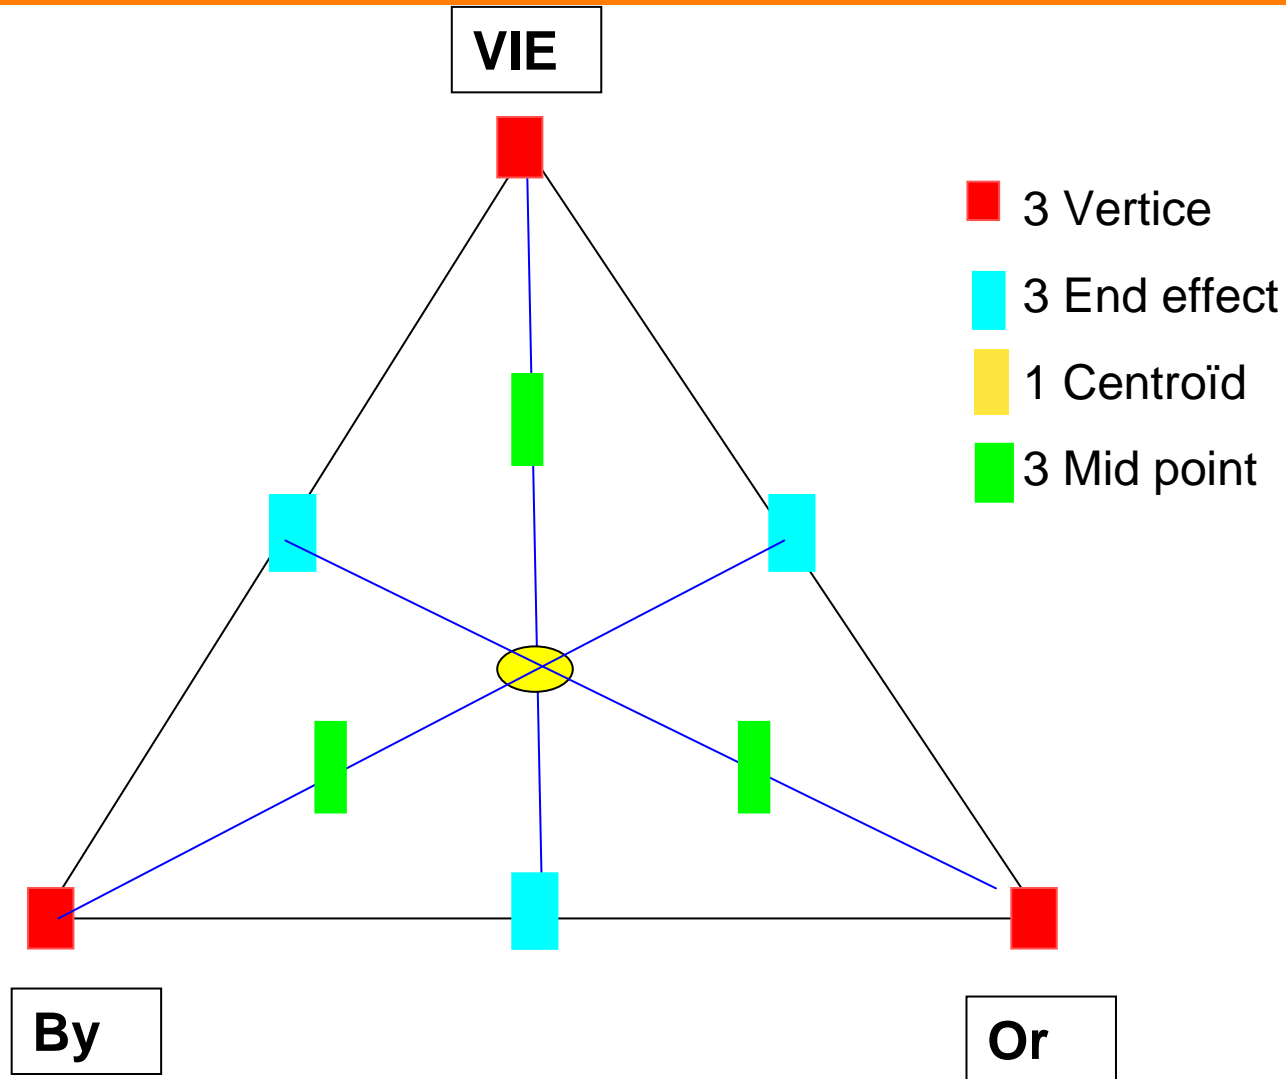 VIE
3 Vertice
3 End effect
1 Centroïd
3 Mid point
By
Or